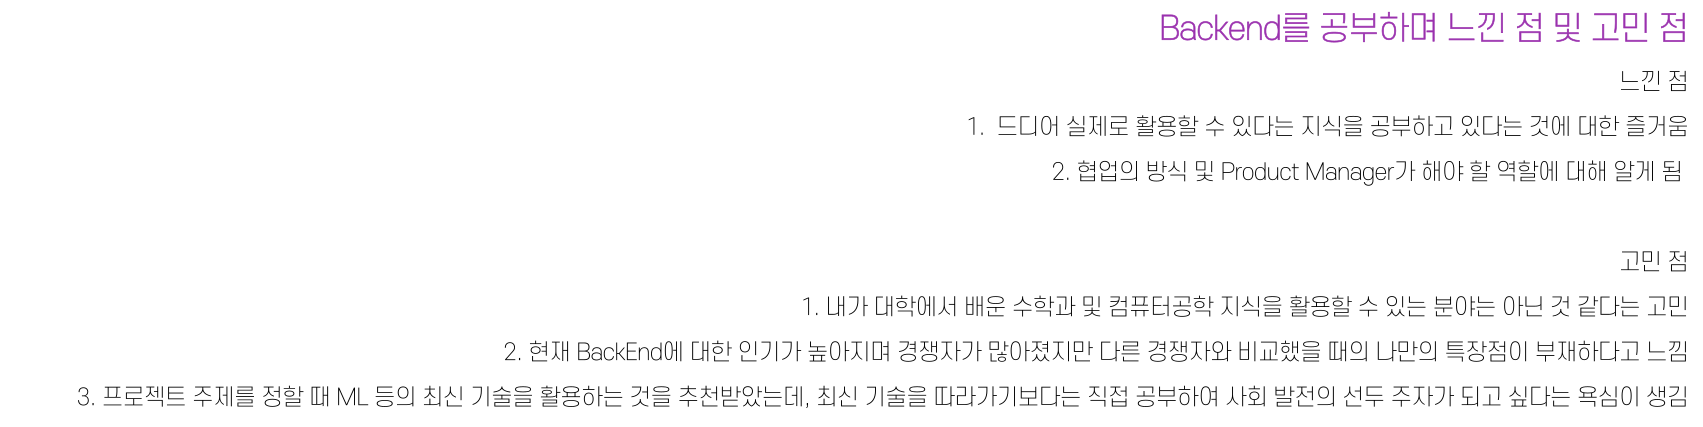 Backend를 공부하며 느낀 점 및 고민 점
느낀 점
1. 드디어 실제로 활용할 수 있다는 지식을 공부하고 있다는 것에 대한 즐거움
2. 협업의 방식 및 Product Manager가 해야 할 역할에 대해 알게 됨
고민 점
1. 내가 대학에서 배운 수학과 및 컴퓨터공학 지식을 활용할 수 있는 분야는 아닌 것 같다는 고민
2. 현재 BackEnd에 대한 인기가 높아지며 경쟁자가 많아졌지만 다른 경쟁자와 비교했을 때의 나만의 특장점이 부재하다고 느낌
3. 프로젝트 주제를 정할 때 ML 등의 최신 기술을 활용하는 것을 추천받았는데, 최신 기술을 따라가기보다는 직접 공부하여 사회 발전의 선두 주자가 되고 싶다는 욕심이 생김